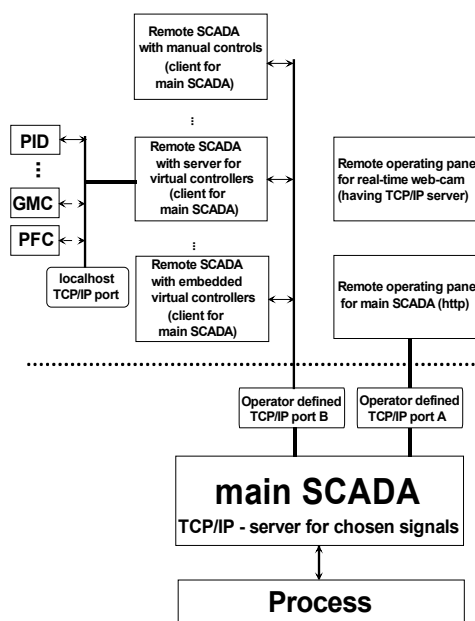 Remote SCADA
with manual controls
(client for
main SCADA)
...
PID
⋮
GMC
PFC
localhost
TCP/IP port
Remote SCADA
with server for
virtual controllers
(client for
main SCADA)
...
Remote SCADA
with embedded
virtual controllers
(client for
main SCADA)
Remote operating pane
for real-time web-cam
(having TCP/IP server)
Remote operating pane
for main SCADA (http)
Operator defined
TCP/IP port B
Operator defined
TCP/IP port A
main SCADA
TCP/IP - server for chosen signals
Process